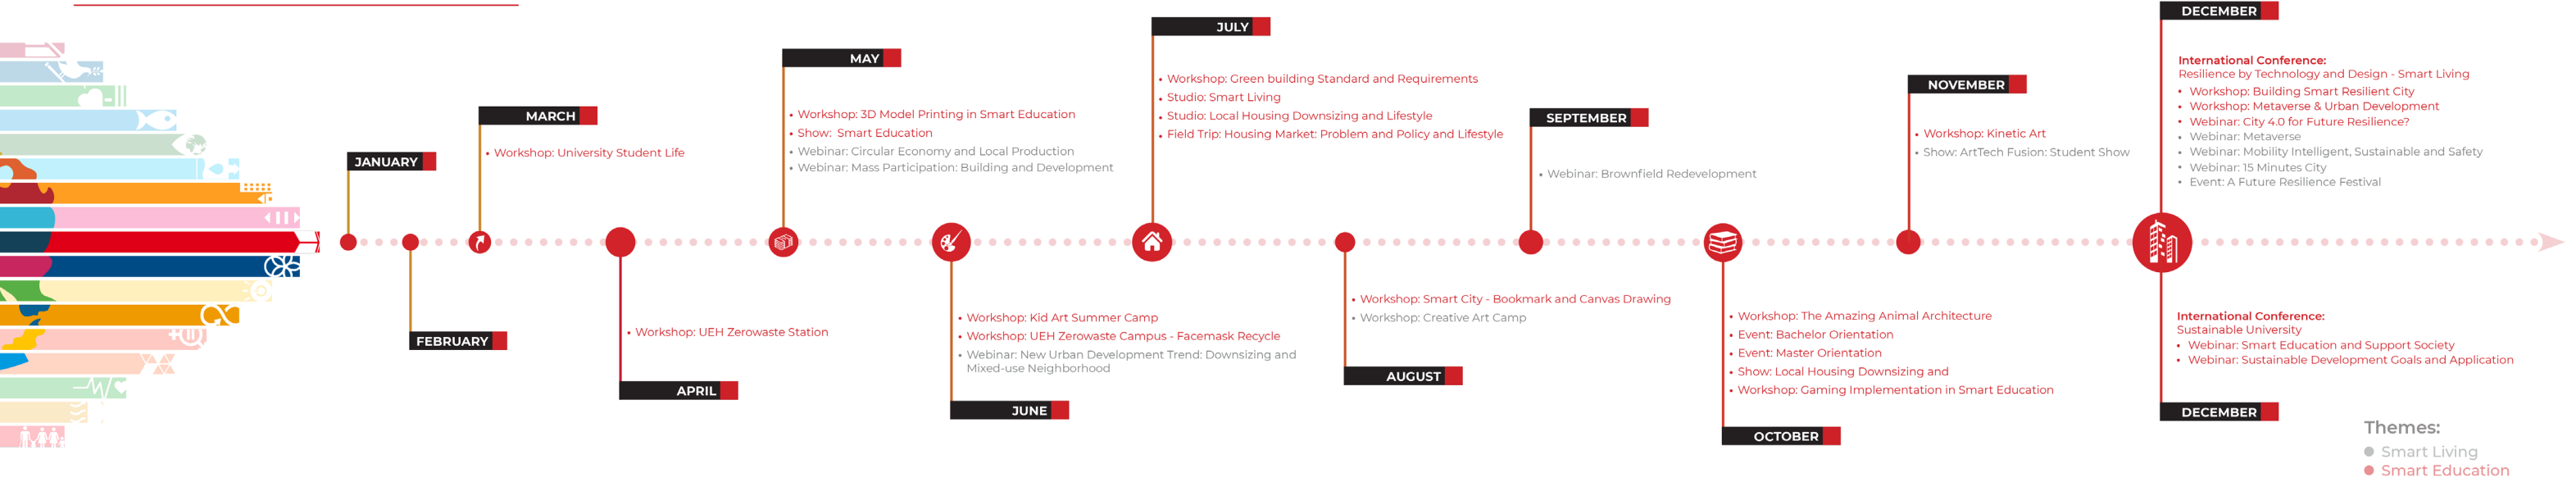 JANUARY
FEBRUARY
MARCH
• Workshop: University Student Life
• Workshop: UEH Zerowaste Station
APRIL
MAY
• Workshop: 3D Model Printing in Smart Education
• Show: Smart Education
• Webinar: Circular Economy and Local Production
• Webinar: Mass Participation: Building and Development
• Workshop: Kid Art Summer Camp
• Workshop: UEH Zerowaste Campus - Facemask Recycle
• Webinar: New Urban Development Trend: Downsizing and
Mixed-use Neighborhood
JUNE
JULY
• Workshop: Green building Standard and Requirements
• Studio: Smart Living
• Studio: Local Housing Downsizing and Lifestyle
• Field Trip: Housing Market: Problem and Policy and Lifestyle
• Workshop: Smart City - Bookmark and Canvas Drawing
• Workshop: Creative Art Camp
AUGUST
SEPTEMBER
• Webinar: Brownfield Redevelopment
• Workshop: The Amazing Animal Architecture
• Event: Bachelor Orientation
• Event: Master Orientation
• Show: Local Housing Downsizing and
• Workshop: Gaming Implementation in Smart Education
OCTOBER
NOVEMBER
• Workshop: Kinetic Art
• Show: ArtTech Fusion: Student Show
DECEMBER
International Conference:
Resilience by Technology and Design - Smart Living
• Workshop: Building Smart Resilient City
• Workshop: Metaverse & Urban Development
• Webinar: City 4.0 for Future Resilience?
• Webinar: Metaverse
• Webinar: Mobility Intelligent, Sustainable and Safety
• Webinar: 15 Minutes City
• Event: A Future Resilience Festival
International Conference:
Sustainable University
• Webinar: Smart Education and Support Society
• Webinar: Sustainable Development Goals and Application
DECEMBER
Themes:
Smart Living
Smart Education